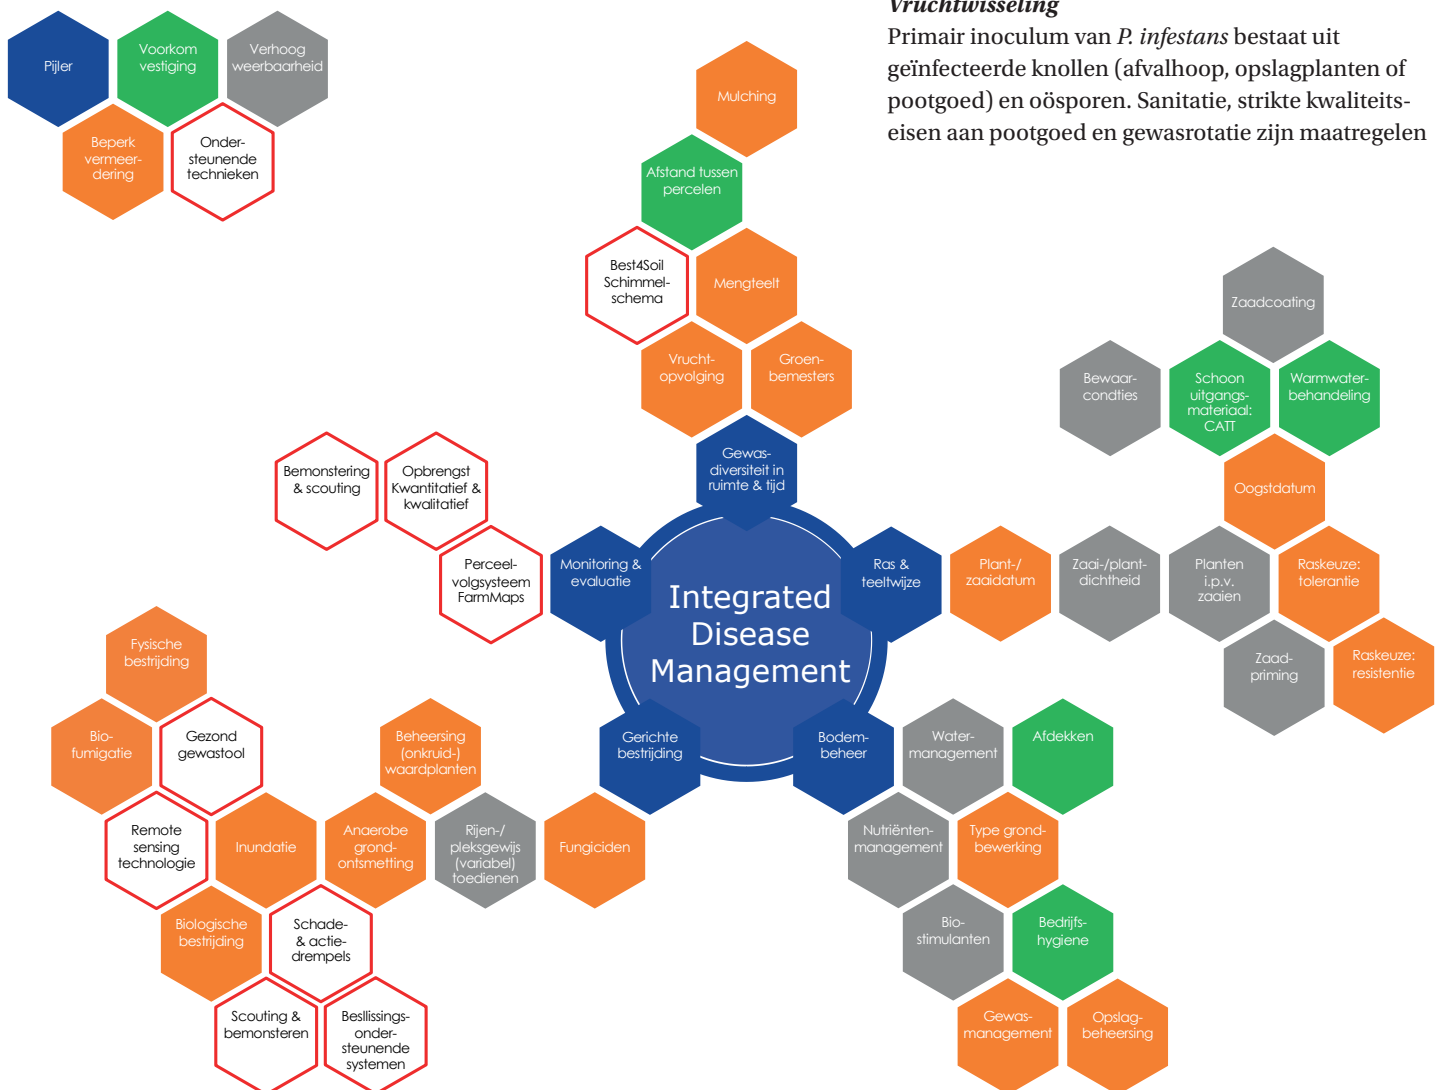 Vruchtwisseling
Primair inoculum van P. infestans bestaat uit
geïnfecteerde knollen (afvalhoop, opslagplanten of
pootgoed) en oösporen. Sanitatie, strikte kwaliteits-
eisen aan pootgoed en gewasrotatie zijn maatregelen
Pijler
Voorkom
vestiging
Verhoog
weerbaarheid
Beperk
vermeer-
dering
Onder-
steunende
technieken
Mulching
Afstand tussen
percelen
Best4Soil
Schimmel-
schema
Mengteelt
Vrucht-
opvolging
Groen-
bemesters
Gewas-
diversiteit in
ruimte & tijd
Zaadcoating
Bewaar-
condties
Schoon
uitgangs-
materiaal:
CATT
Warmwater-
behandeling
Oogstdatum
Bemonstering
& scouting
Opbrengst
Kwantitatief &
kwalitatief
Perceel-
volgsysteem
FarmMaps
Monitoring &
evaluatie
Integrated
Disease
Management
Ras &
teeltwijze
Plant-/
zaaidatum
Zaai-/plant-
dichtheid
Planten
i.p.v.
zaaien
Raskeuze:
tolerantie
Zaad-
priming
Raskeuze:
resistentie
Fysische
bestrijding
Bio-
fumigatie
Gezond
gewastool
Beheersing
(onkruid-)
waardplanten
Gerichte
bestrijding
Remote
sensing
technologie
Inundatie
Anaerobe
grond-
ontsmetting
Rijen-/
pleksgewijs
(variabel)
toedienen
Fungiciden
Biologische
bestrijding
Schade-
& actie-
drempels
Scouting &
bemonsteren
Besllissings-
onder-
steunende
systemen
Bodem-
beheer
Water-
management
Afdekken
Nutriënten-
management
Type grond-
bewerking
Bio-
stimulanten
Bedrijfs-
hygiene
Gewas-
management
Opslag-
beheersing